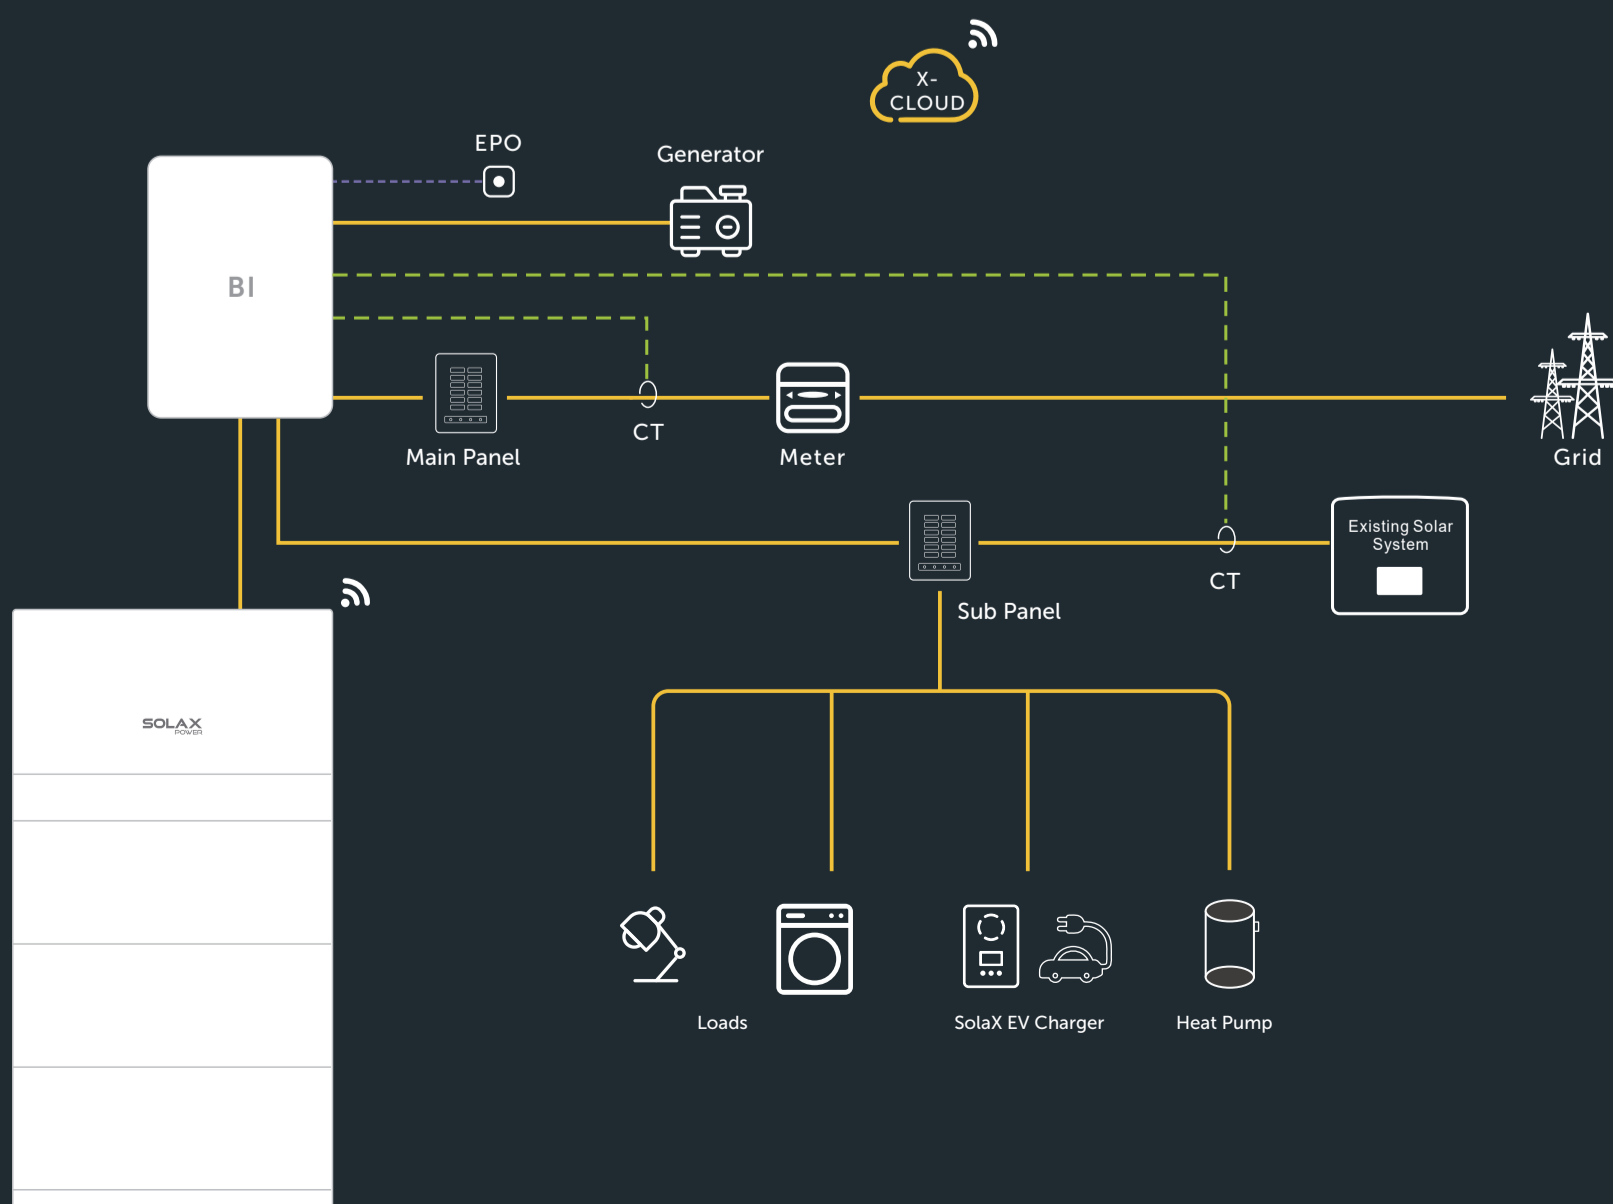 X-
CLOUD
EPO
Generator
BI
CT
Main Panel
Meter
Grid
Existing Solar
System
CT
Sub Panel
SOLAX
POWER
Loads
SolaX EV Charger
Heat Pump